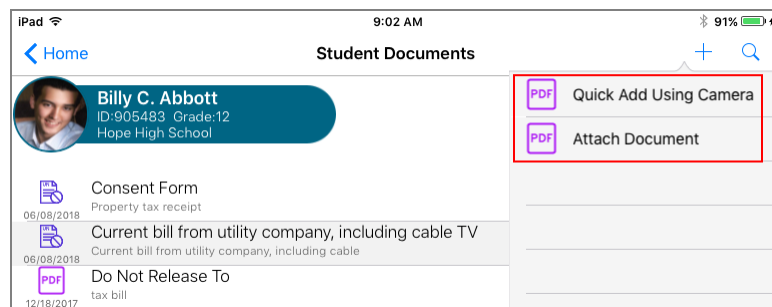 iPad 9:02 AM 91%
Home Student Documents
PDF Quick Add Using Camera
PDF Attach Document
Billy C. Abbott
ID:905483 Grade:12
Hope High School
Consent Form
Property tax receipt
06/08/2018
Current bill from utility company, including cable TV
Current bill from utility company, including cable
06/08/2018
PDF Do Not Release To
tax bill
12/18/2017